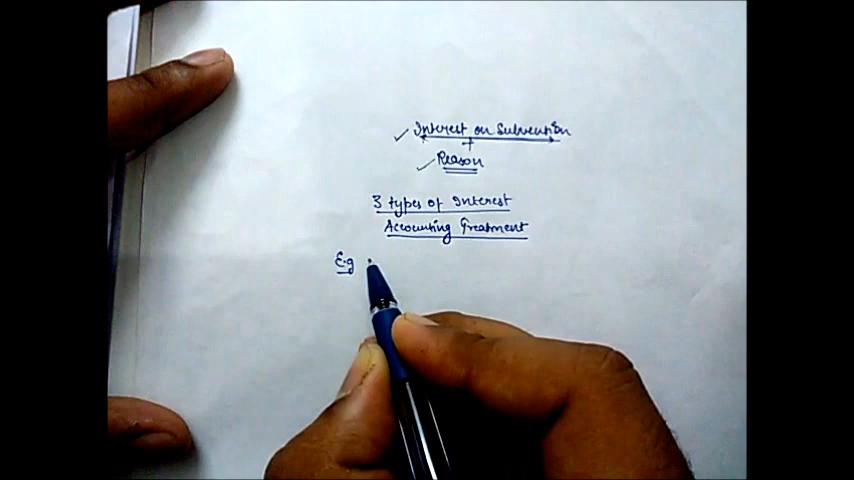 ✓ Interest on Subvention
+
✓ Reason
3 types of Interest
Accounting Treatment
E.g